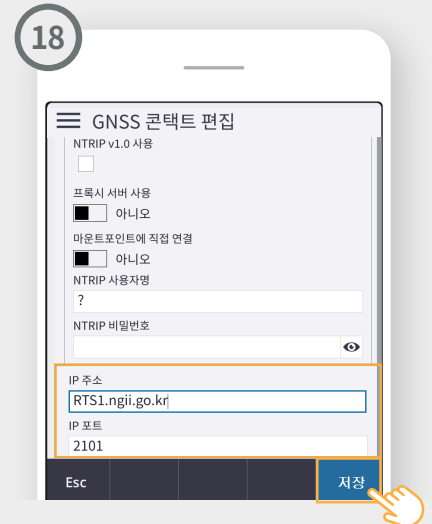 18
GNSS 콘택트 편집
NTRIP v1.0 사용
프록시 서버 사용
아니오
마운트포인트에 직접 연결
아니오
NTRIP 사용자명
?
NTRIP 비밀번호
IP 주소
RTS1.ngii.go.kr
IP 포트
2101
Esc
저장